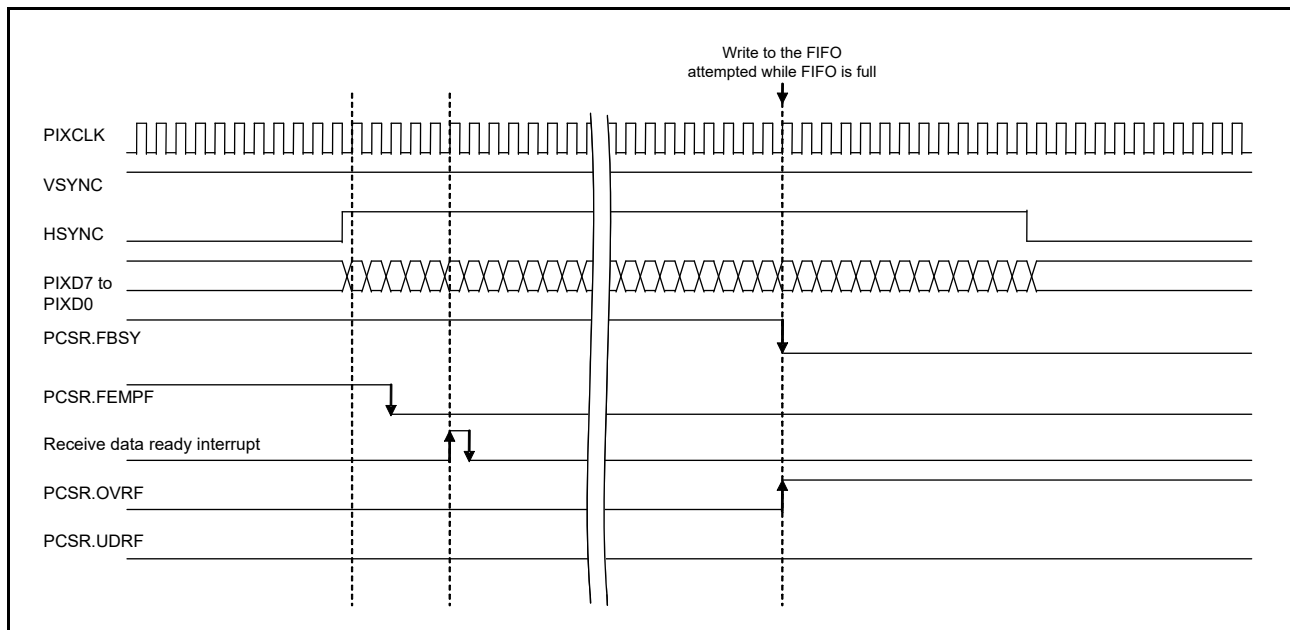 Write to the FIFO
attempted while FIFO is full
PIXCLK
VSYNC
HSYNC
PIXD7 to
PIXD0
PCSR.FBSY
PCSR.FEMPF
Receive data ready interrupt
PCSR.OVRF
PCSR.UDRF